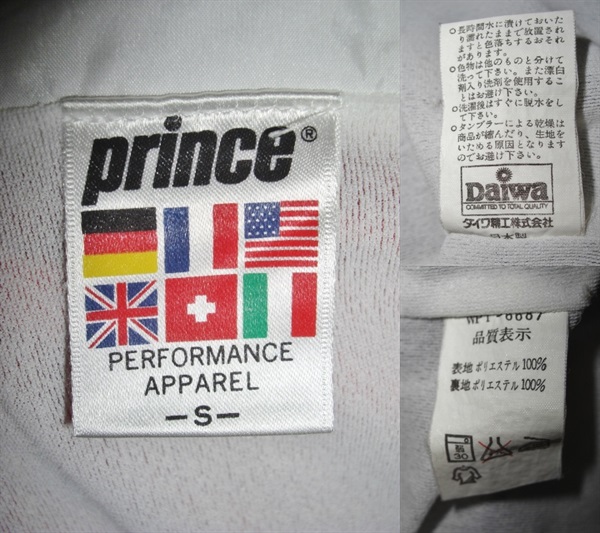 prince®
PERFORMANCE
APPAREL
-S-
○長時間水に漬けておいた
り濡れたままで放置され
ますと色落ちするおそれ
があります。
○色物は他のものと分けて
洗って下さい。また漂白
剤入り洗剤を使用するこ
とはお避け下さい。
○洗濯後はすぐに脱水をし
て下さい。
○タンブラーによる乾燥は
商品が縮んだり、生地を
いためる原因となります
のでお避け下さい。
Daiwa
COMMITTED TO TOTAL QUALITY
ダイワ精工株式会社
日本製
品質表示
表地 ポリエステル100%
裏地 ポリエステル100%
30